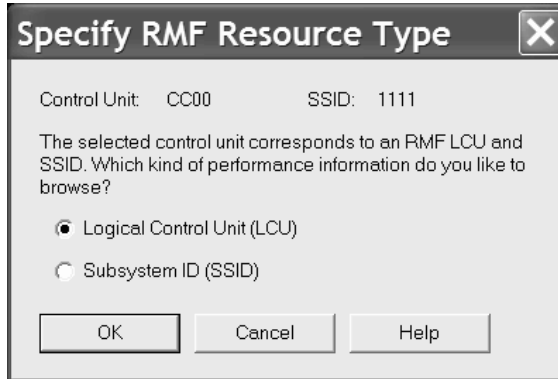 Specify RMF Resource Type
Control Unit: CC00 SSID: 1111
The selected control unit corresponds to an RMF LCU and
SSID. Which kind of performance information do you like to
browse?
Logical Control Unit (LCU)
Subsystem ID (SSID)
OK Cancel Help